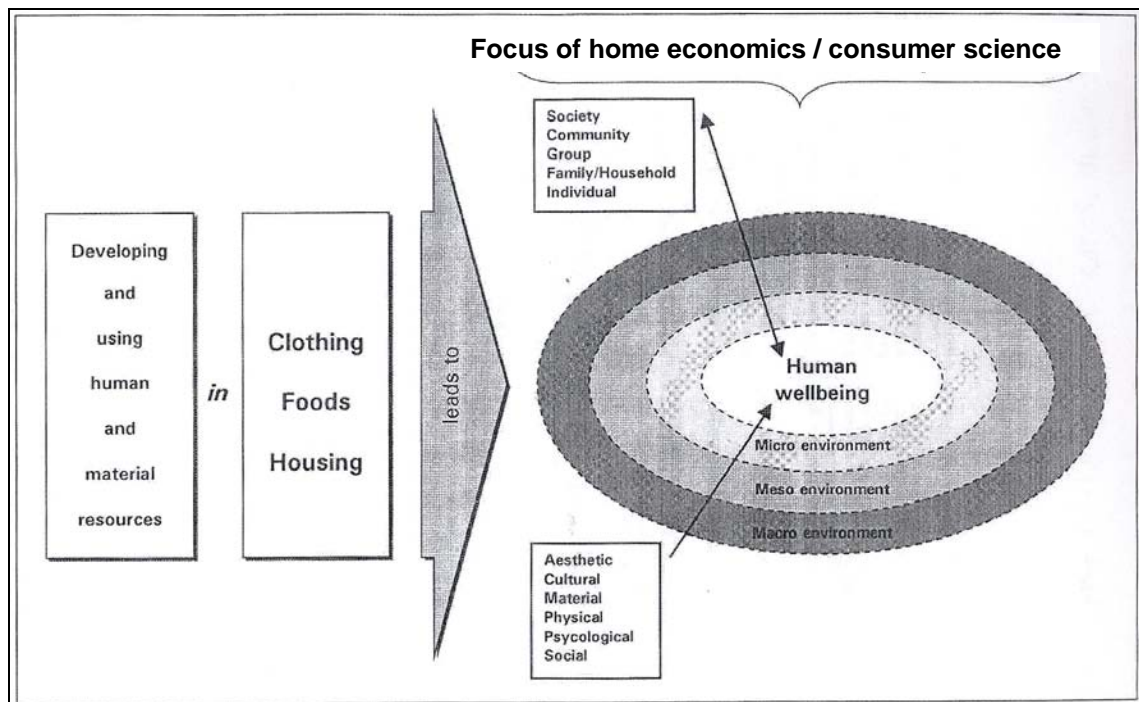 Focus of home economics / consumer science
Society
Community
Group
Family/Household
Individual
Developing
and
using
human
and
material
resources
in
Clothing
Foods
Housing
leads to
Human
wellbeing
Micro environment
Meso environment
Macro environment
Aesthetic
Cultural
Material
Physical
Psycological
Social